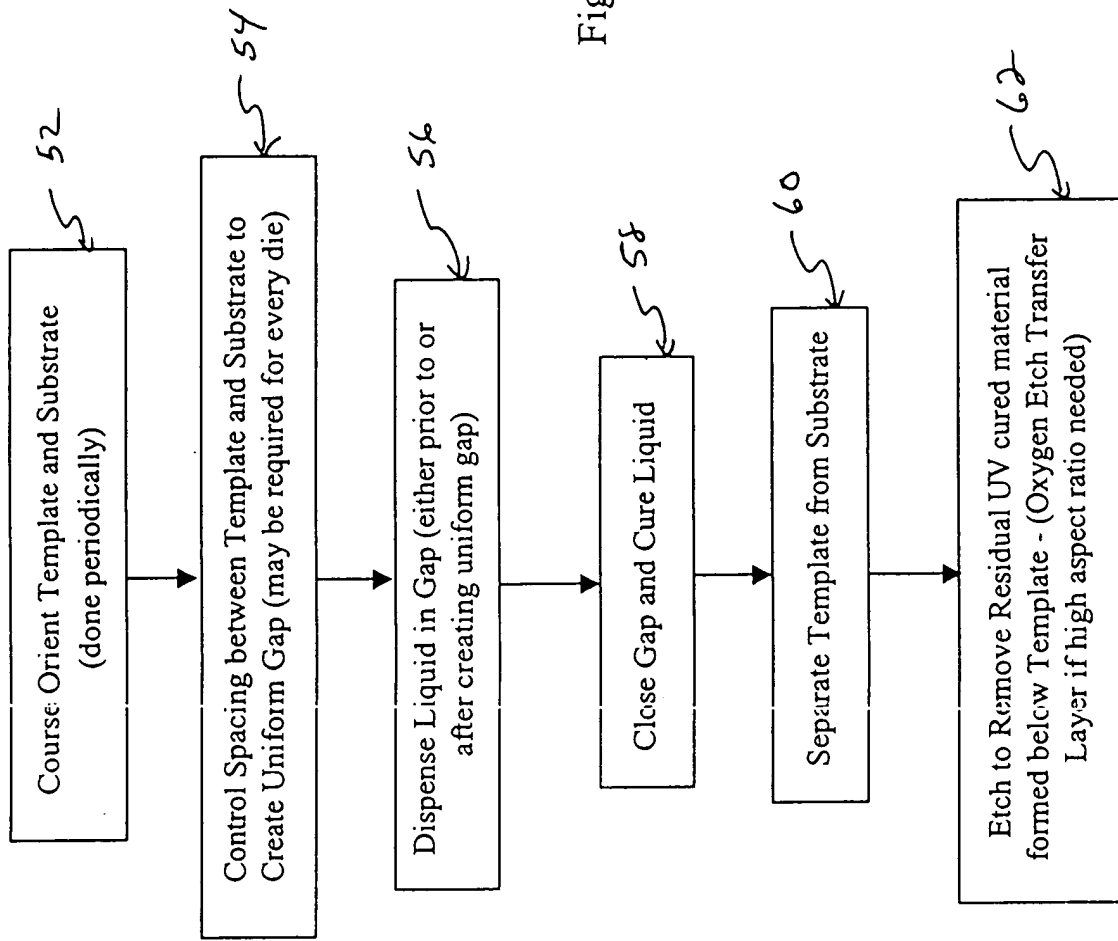 Course Orient Template and Substrate
(done periodically)
52
Control Spacing between Template and Substrate to
Create Uniform Gap (may be required for every die)
54
Dispense Liquid in Gap (either prior to or
after creating uniform gap)
56
Close Gap and Cure Liquid
58
Separate Template from Substrate
60
Etch to Remove Residual UV cured material
formed below Template - (Oxygen Etch Transfer
Layer if high aspect ratio needed)
62
Fig